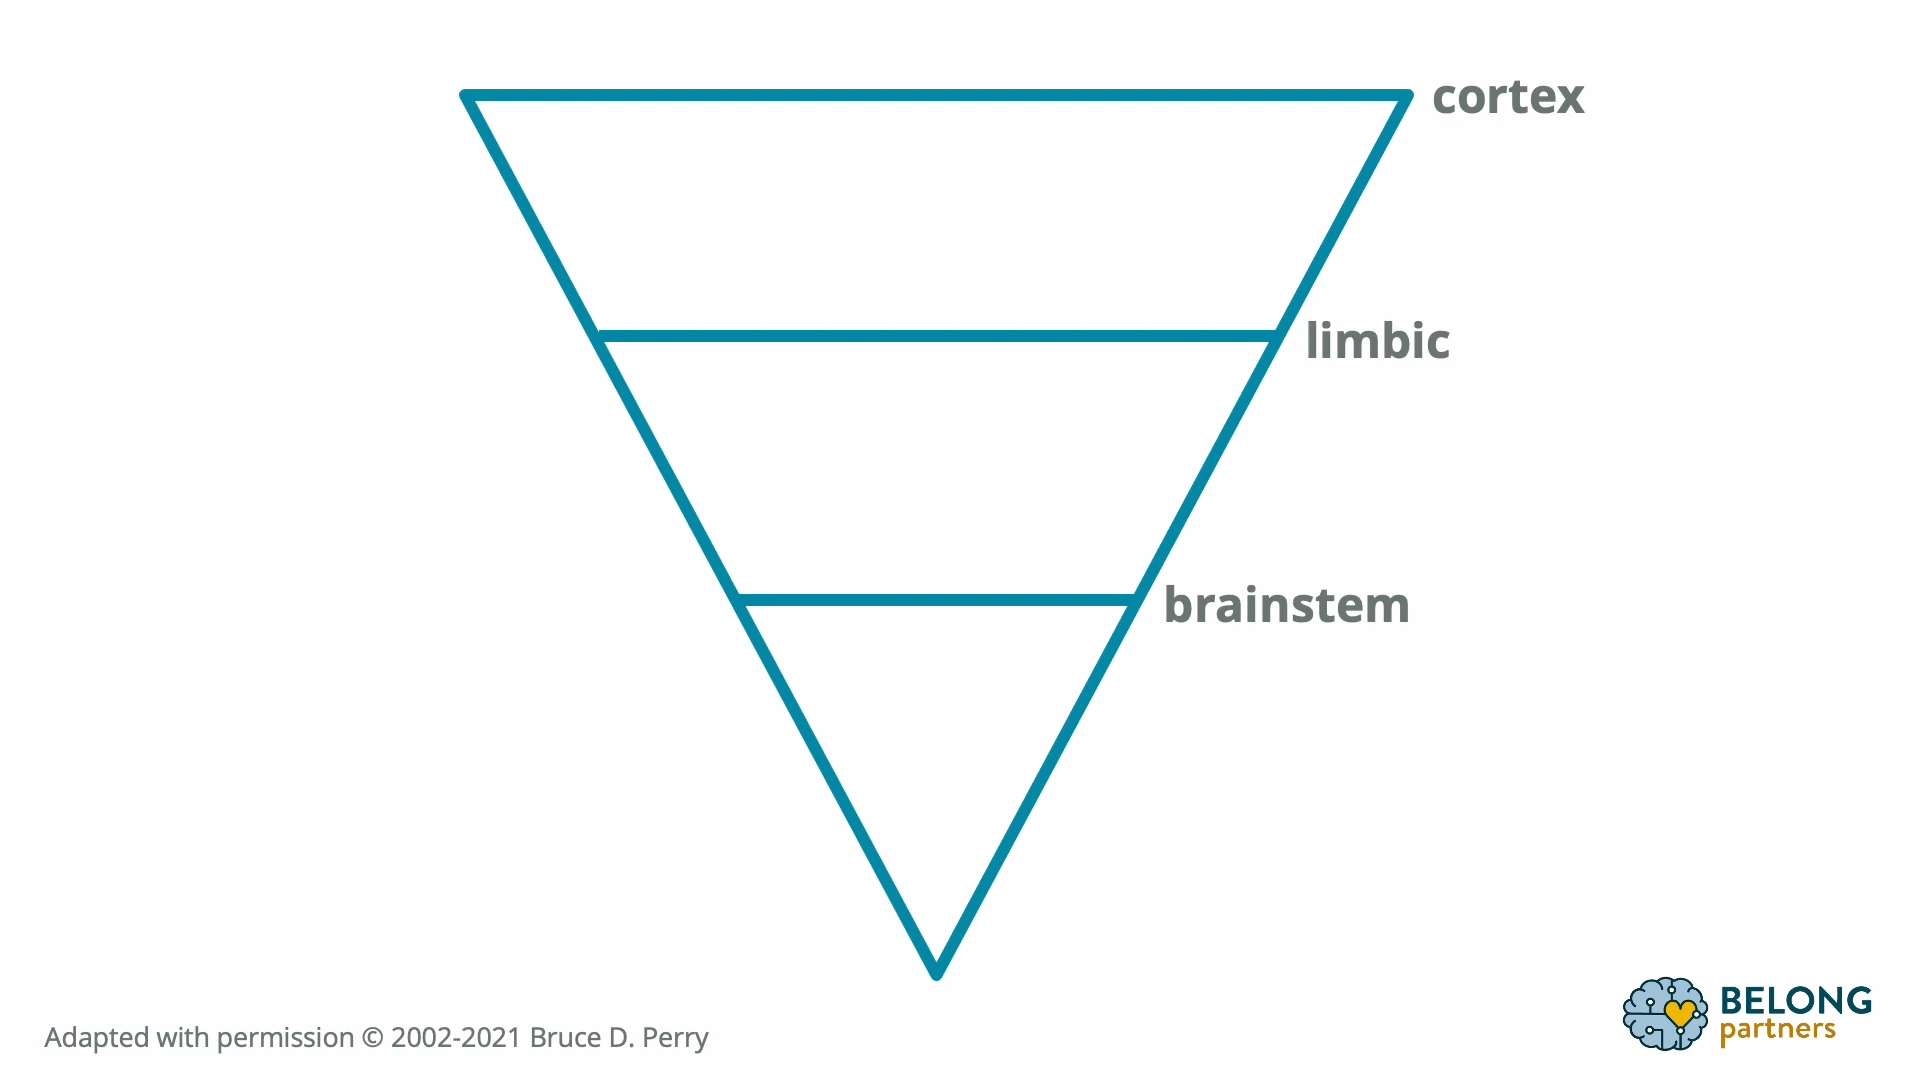 cortex
limbic
brainstem
Adapted with permission © 2002-2021 Bruce D. Perry
BELONG
partners